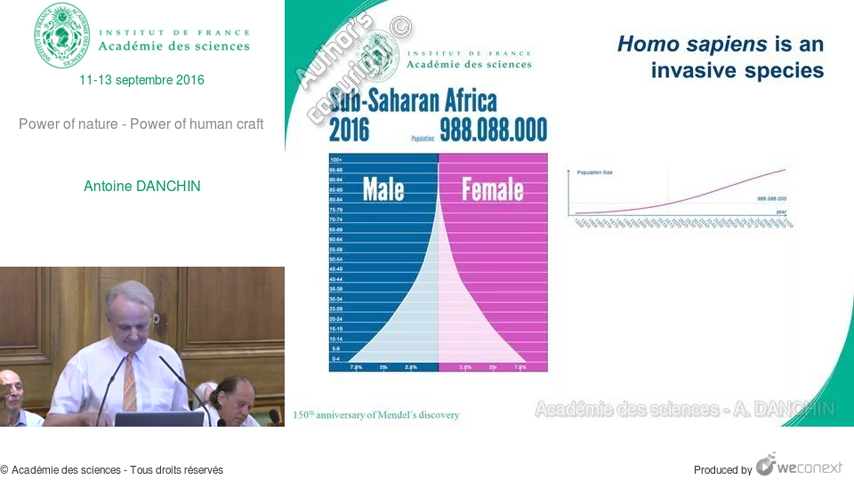 INSTITUT DE FRANCE
Académie des sciences
11-13 septembre 2016
Power of nature - Power of human craft
Antoine DANCHIN
Author's
copyright ©
INSTITUT DE FRANCE
Académie des sciences
Homo sapiens is an
invasive species
Sub-Saharan Africa
2016 Population: 988.088.000
Male Female
100+
95-99
90-94
85-89
80-84
75-79
70-74
65-69
60-64
55-59
50-54
45-49
40-44
35-39
30-34
25-29
20-24
15-19
10-14
5-9
0-4
7.5% 5% 2.5% 2.5% 5% 7.5%
Population Size
988.088.000
year
150th anniversary of Mendel's discovery
Académie des sciences - A. DANCHIN
© Académie des sciences - Tous droits réservés
Produced by weconext